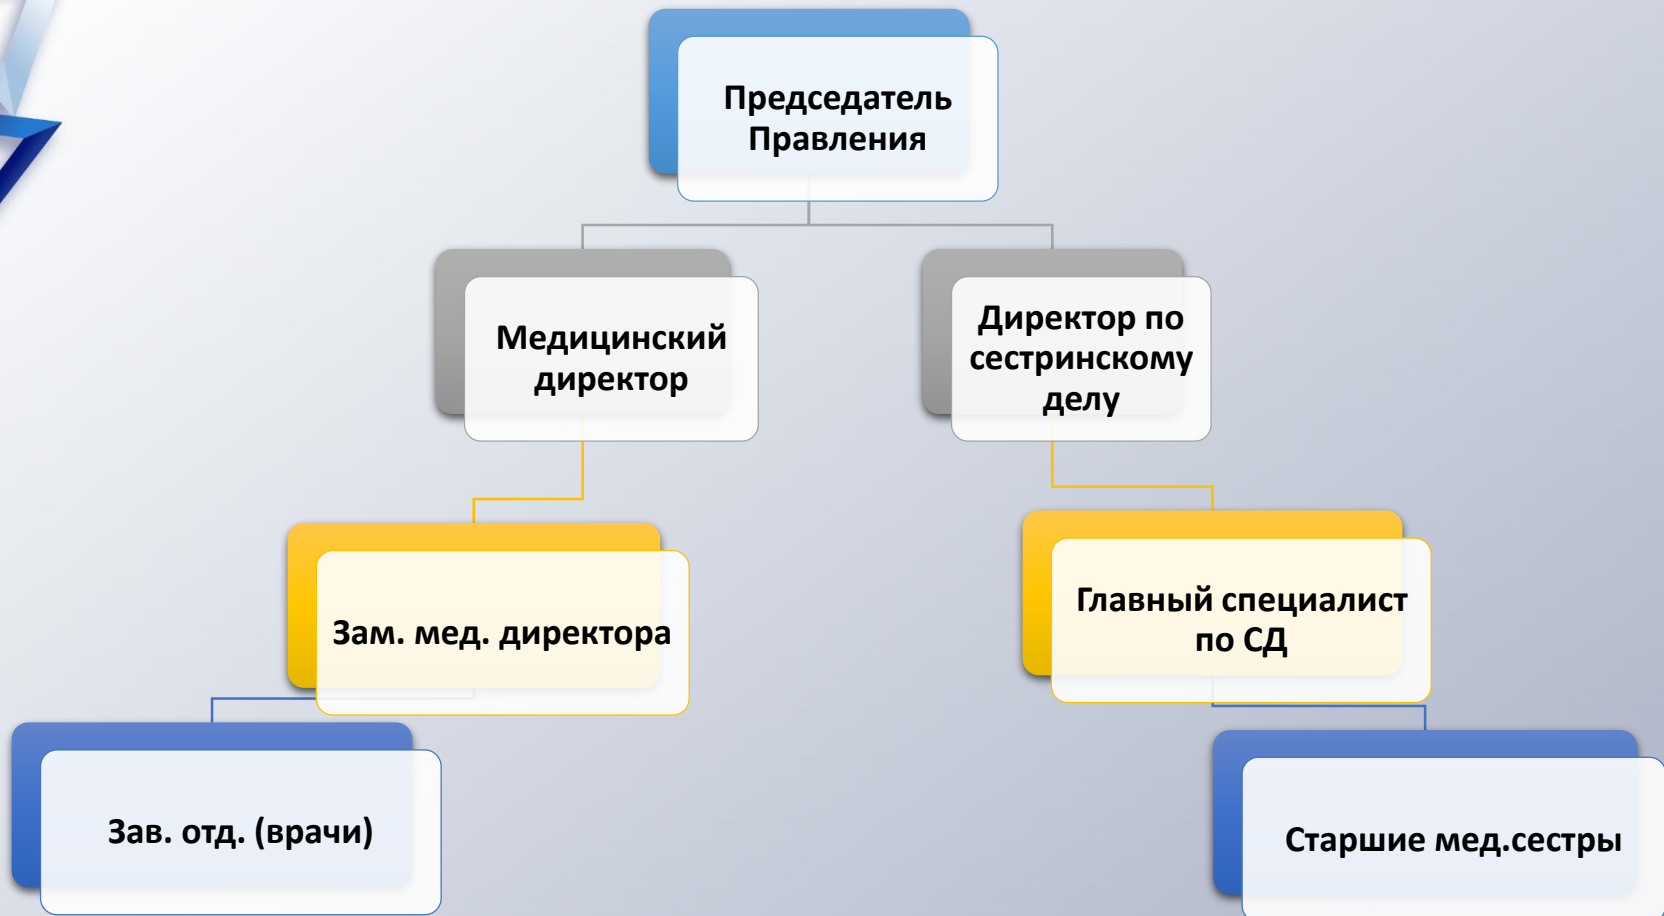 Председатель
Правления
Медицинский
директор
Директор по
сестринскому
делу
Зам. мед. директора
Главный специалист
по СД
Зав. отд. (врачи)
Старшие мед.сестры